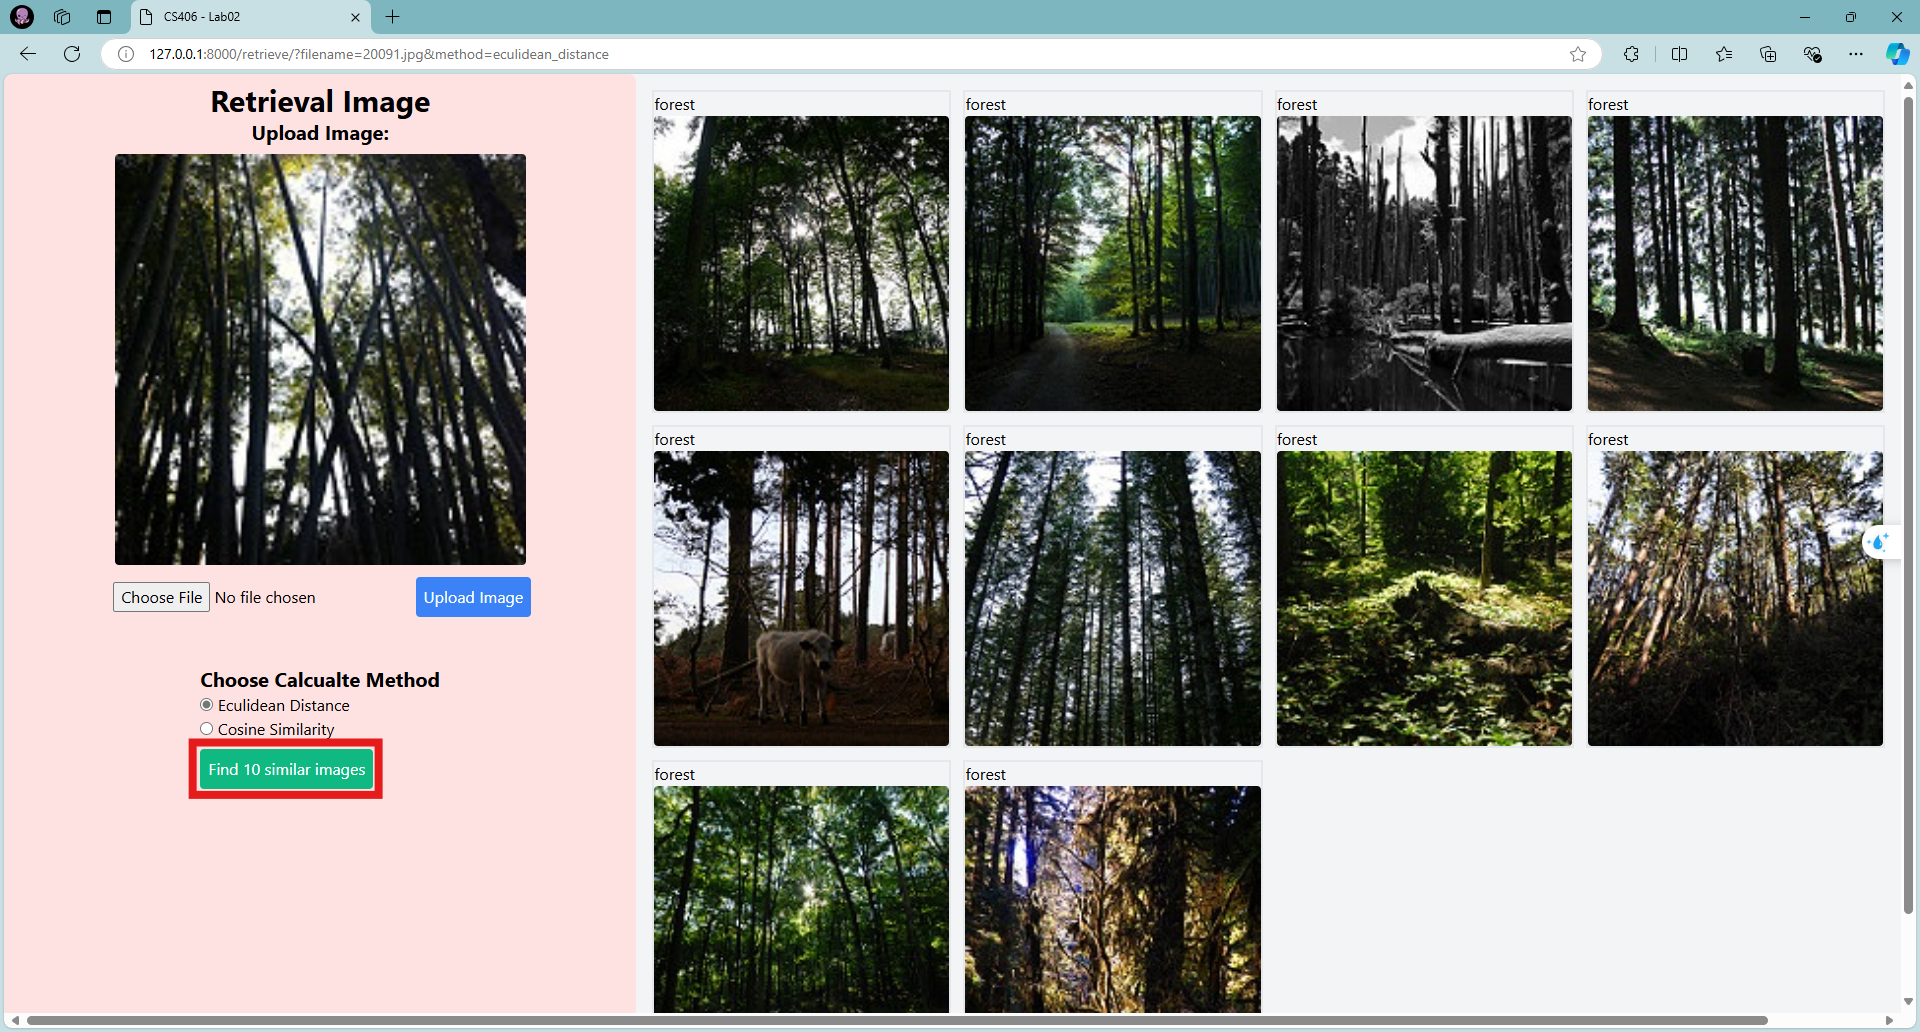 CS406 - Lab02
127.0.0.1:8000/retrieve/?filename=20091.jpg&method=eculidean_distance
Retrieval Image
Upload Image:
Choose File No file chosen
Upload Image
Choose Calcualte Method
Eculidean Distance
Cosine Similarity
Find 10 similar images
forest
forest
forest
forest
forest
forest
forest
forest
forest
forest